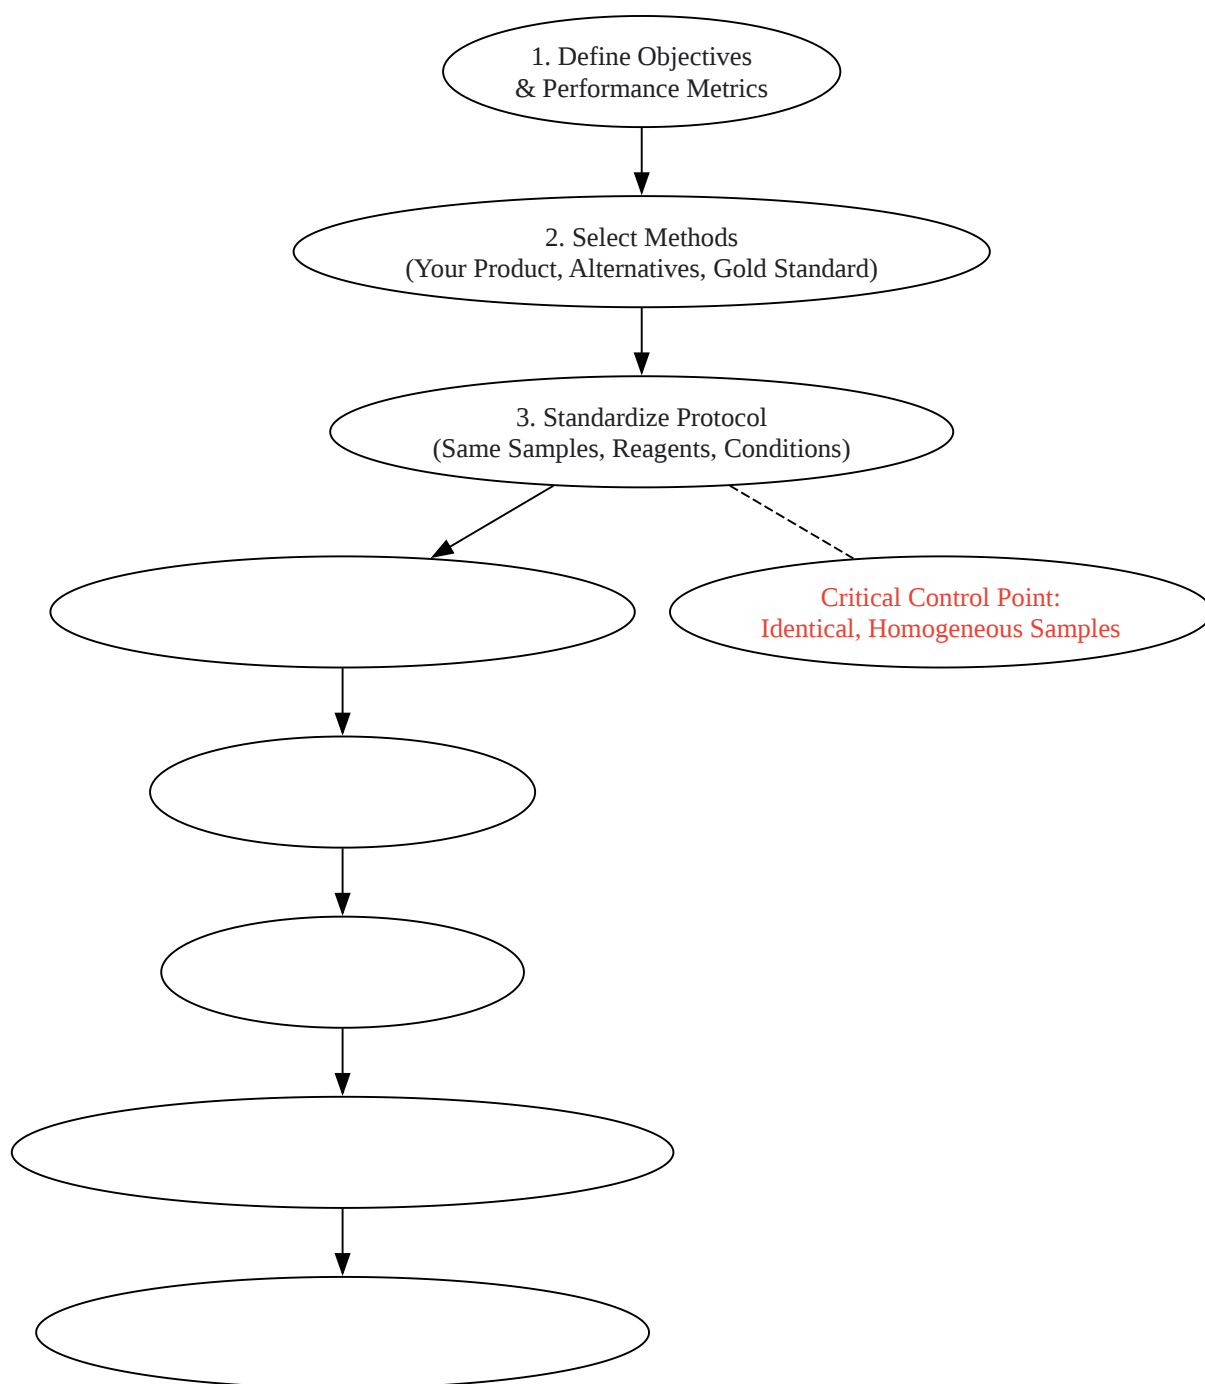 1. Define Objectives
& Performance Metrics
2. Select Methods
(Your Product, Alternatives, Gold Standard)
3. Standardize Protocol
(Same Samples, Reagents, Conditions)
Critical Control Point:
Identical, Homogeneous Samples